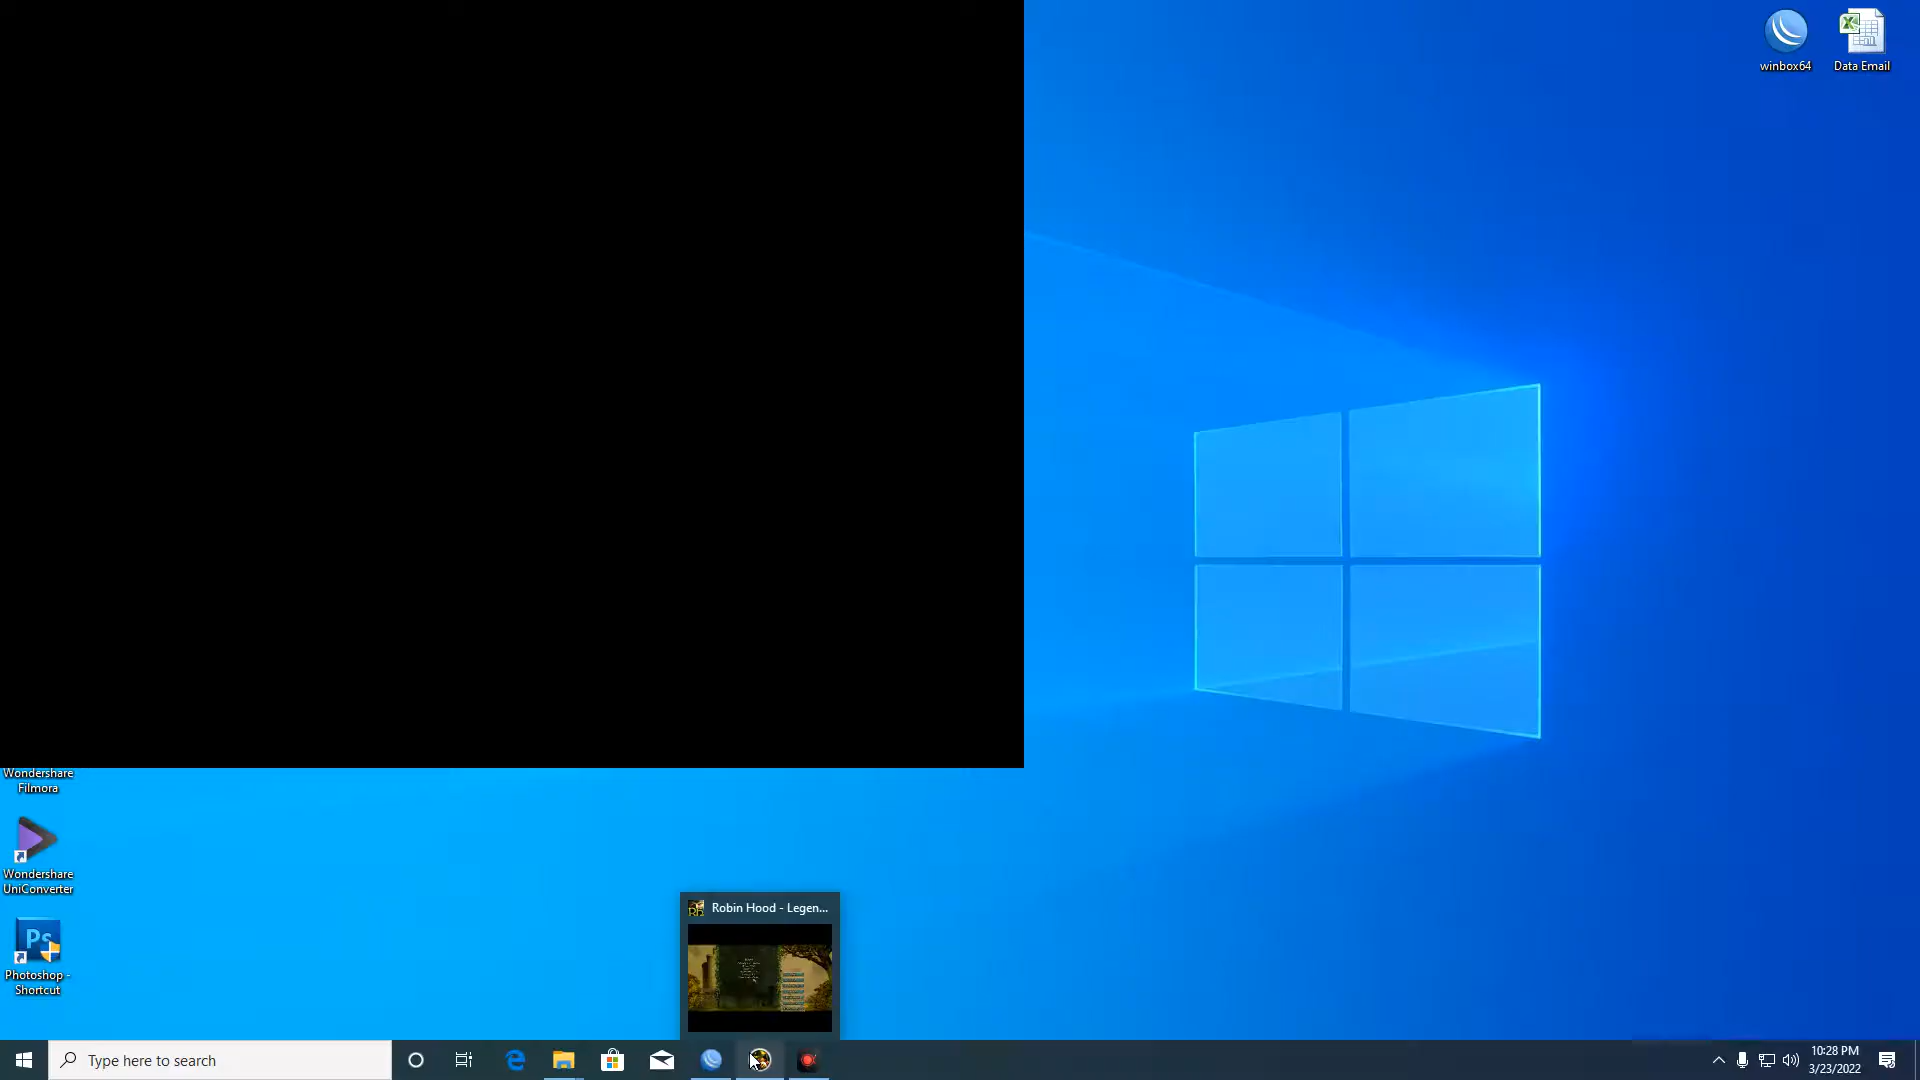 winbox64
Data Email
Wondershare
Filmora
Wondershare
UniConverter
Ps
Photoshop -
Shortcut
Robin Hood - Legen...
Type here to search
10:28 PM
3/23/2022